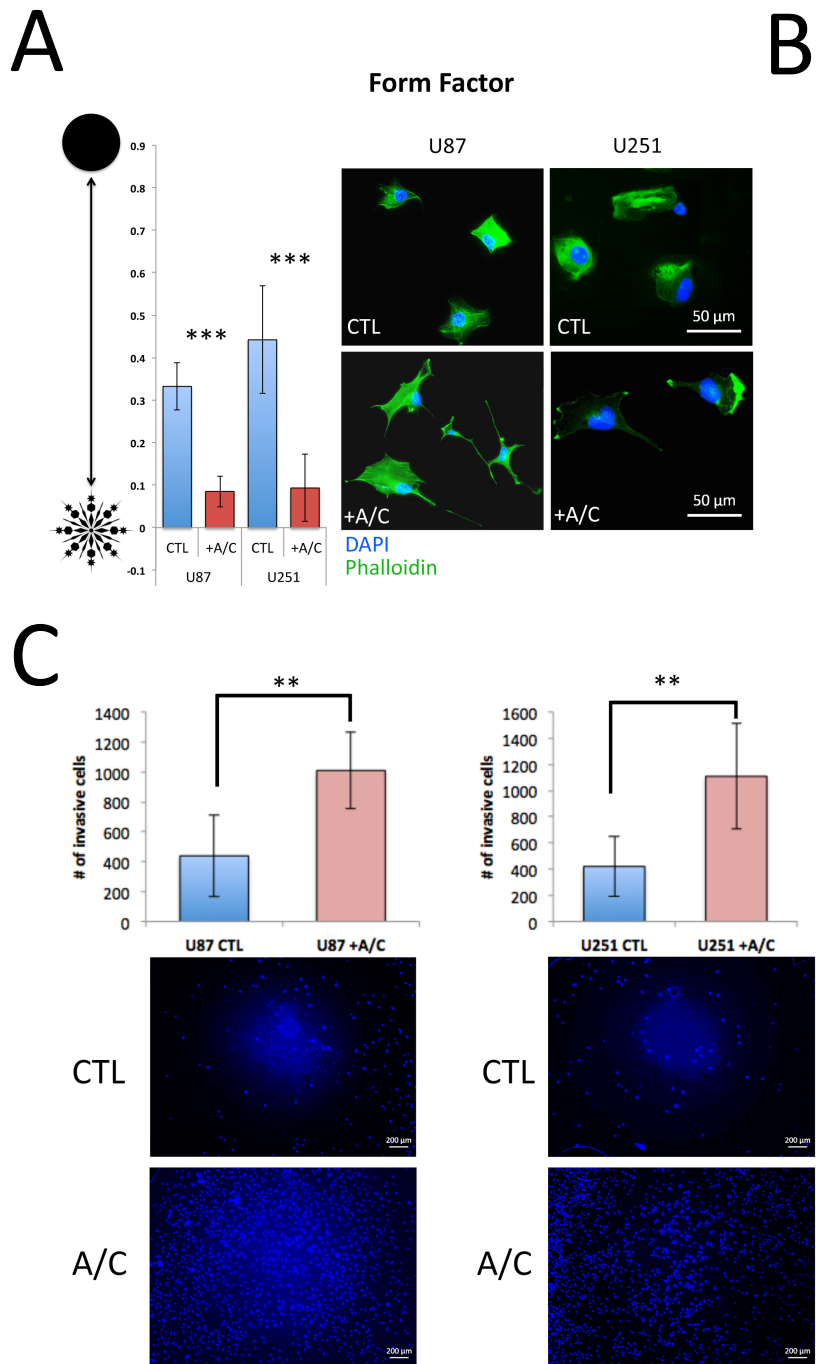 A
B
Form Factor
0.9
0.8
0.7
0.6
0.5
0.4
0.3
0.2
0.1
0
-0.1
***
***
CTL +A/C CTL +A/C
U87 U251
U87 U251
CTL
CTL
50 µm
+A/C
+A/C
50 µm
DAPI
Phalloidin
C
**
# of invasive cells
1400
1200
1000
800
600
400
200
0
U87 CTL U87 +A/C
**
# of invasive cells
1600
1400
1200
1000
800
600
400
200
0
U251 CTL U251 +A/C
CTL
200 µm
CTL
200 µm
A/C
200 µm
A/C
200 µm